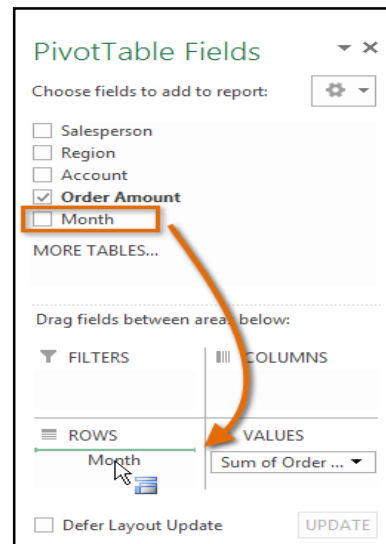 PivotTable Fields
Choose fields to add to report:
Salesperson
Region
Account
Order Amount
Month
MORE TABLES...
Drag fields between areas below:
FILTERS
COLUMNS
ROWS
VALUES
Month
Sum of Order ...
Defer Layout Update
UPDATE